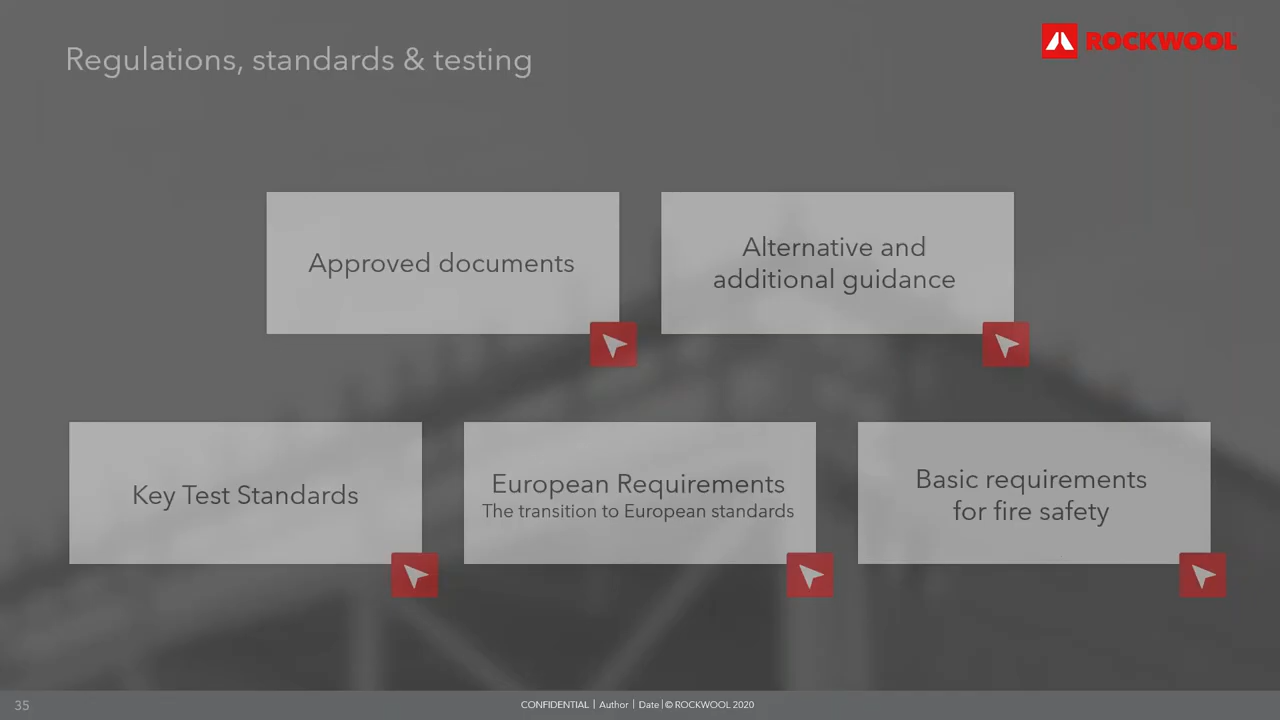 Regulations, standards & testing
ROCKWOOL
Approved documents
Alternative and
additional guidance
Key Test Standards
European Requirements
The transition to European standards
Basic requirements
for fire safety
35
CONFIDENTIAL | Author | Date | © ROCKWOOL 2020